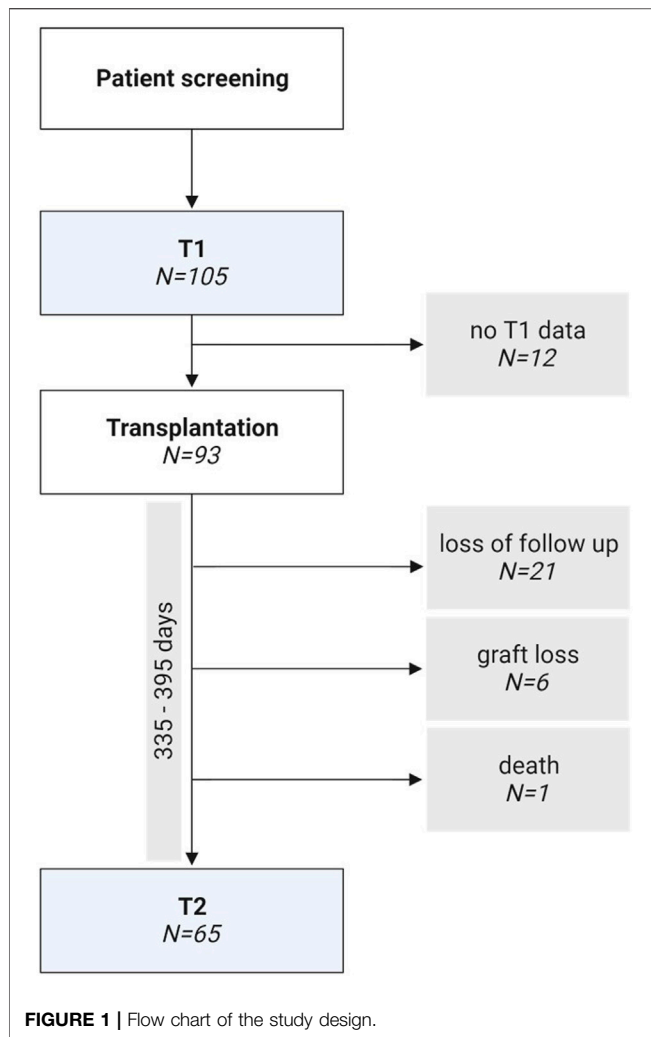 Patient screening
T1
N=105
no T1 data
N=12
Transplantation
N=93
335 - 395 days
loss of follow up
N=21
graft loss
N=6
death
N=1
T2
N=65
FIGURE 1 | Flow chart of the study design.